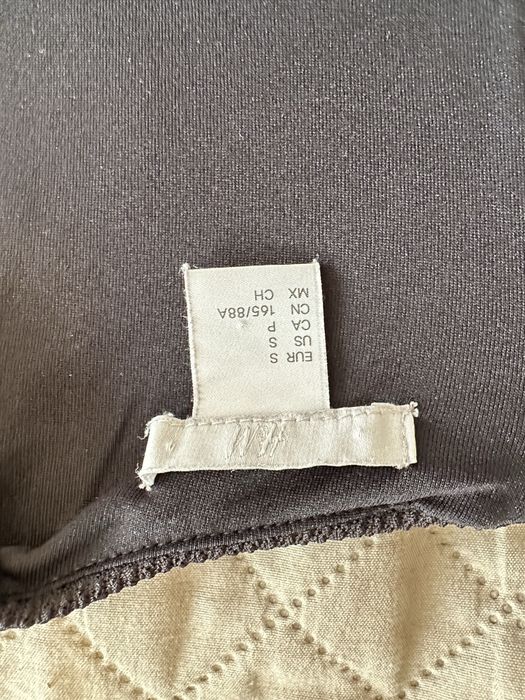 H&M
EUR S
US S
CA P
CN 165/88A
MX CH